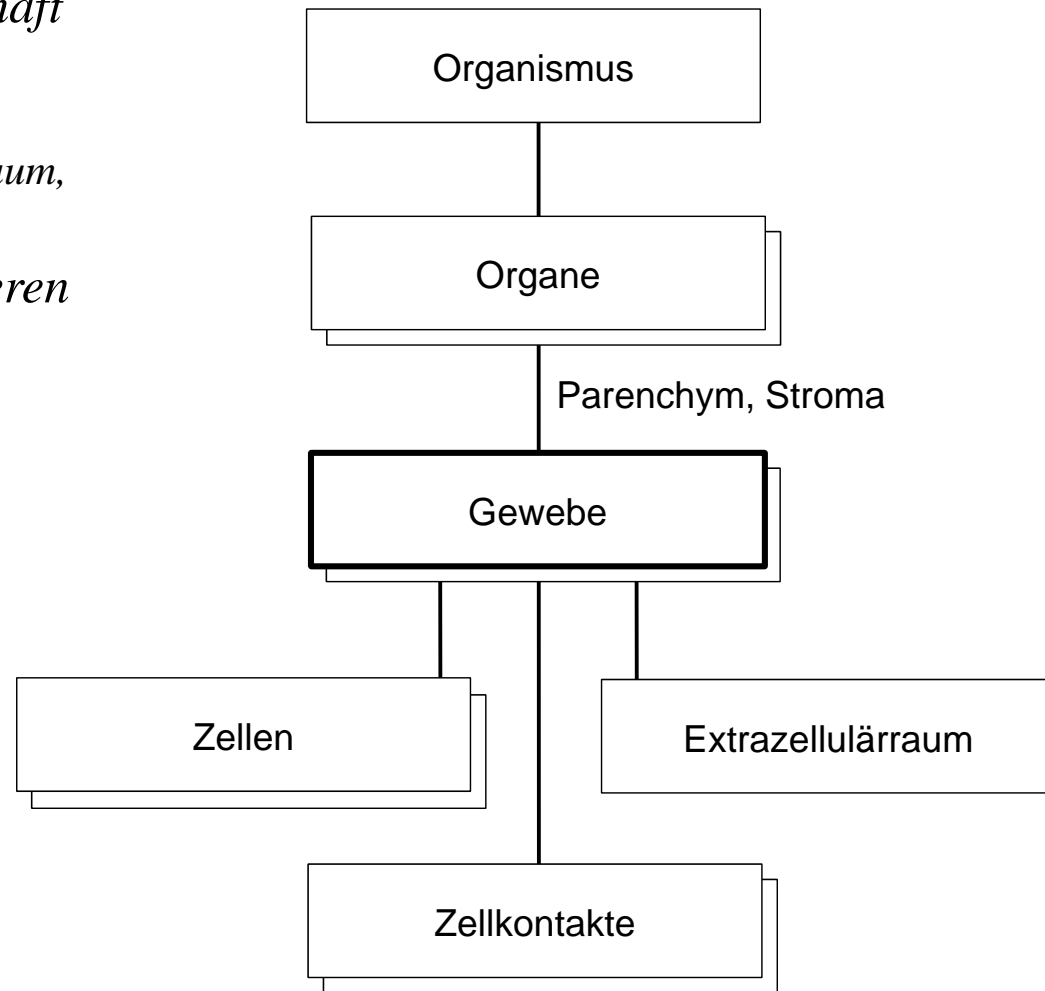 Organismus
Organe
Parenchym, Stroma
Gewebe
Zellen
Extrazellulärraum
Zellkontakte